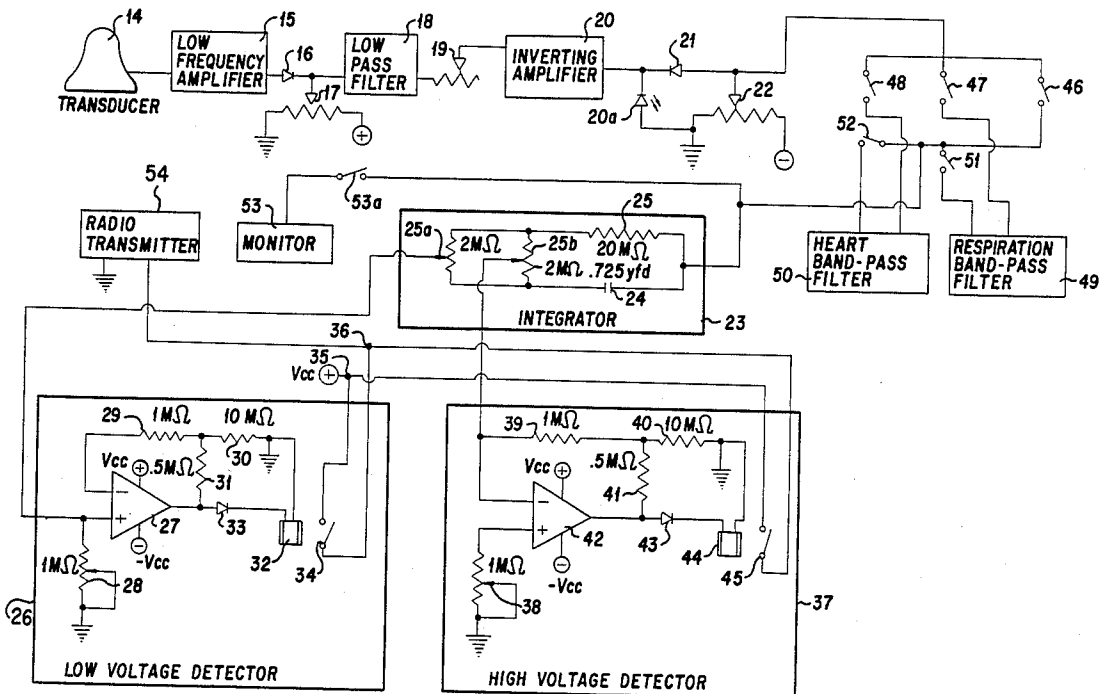 14
15
16
17
18
19
20
21
22
20a
48
47
46
52
51
TRANSDUCER
LOW
FREQUENCY
AMPLIFIER
LOW
PASS
FILTER
INVERTING
AMPLIFIER
+
−
54
RADIO
TRANSMITTER
53
MONITOR
53a
25a
2MΩ
25b
2MΩ
25
20MΩ
.725yfd
24
INTEGRATOR
23
HEART
BAND-PASS
FILTER
50
RESPIRATION
BAND-PASS
FILTER
49
36
35
Vcc +
29
1MΩ
10MΩ
30
Vcc +
.5MΩ
31
−
+
27
33
32
34
− -Vcc
1MΩ
28
26
LOW VOLTAGE DETECTOR
39
1MΩ
40
10MΩ
Vcc +
.5MΩ
41
−
+
42
43
44
45
− -Vcc
1MΩ
38
37
HIGH VOLTAGE DETECTOR